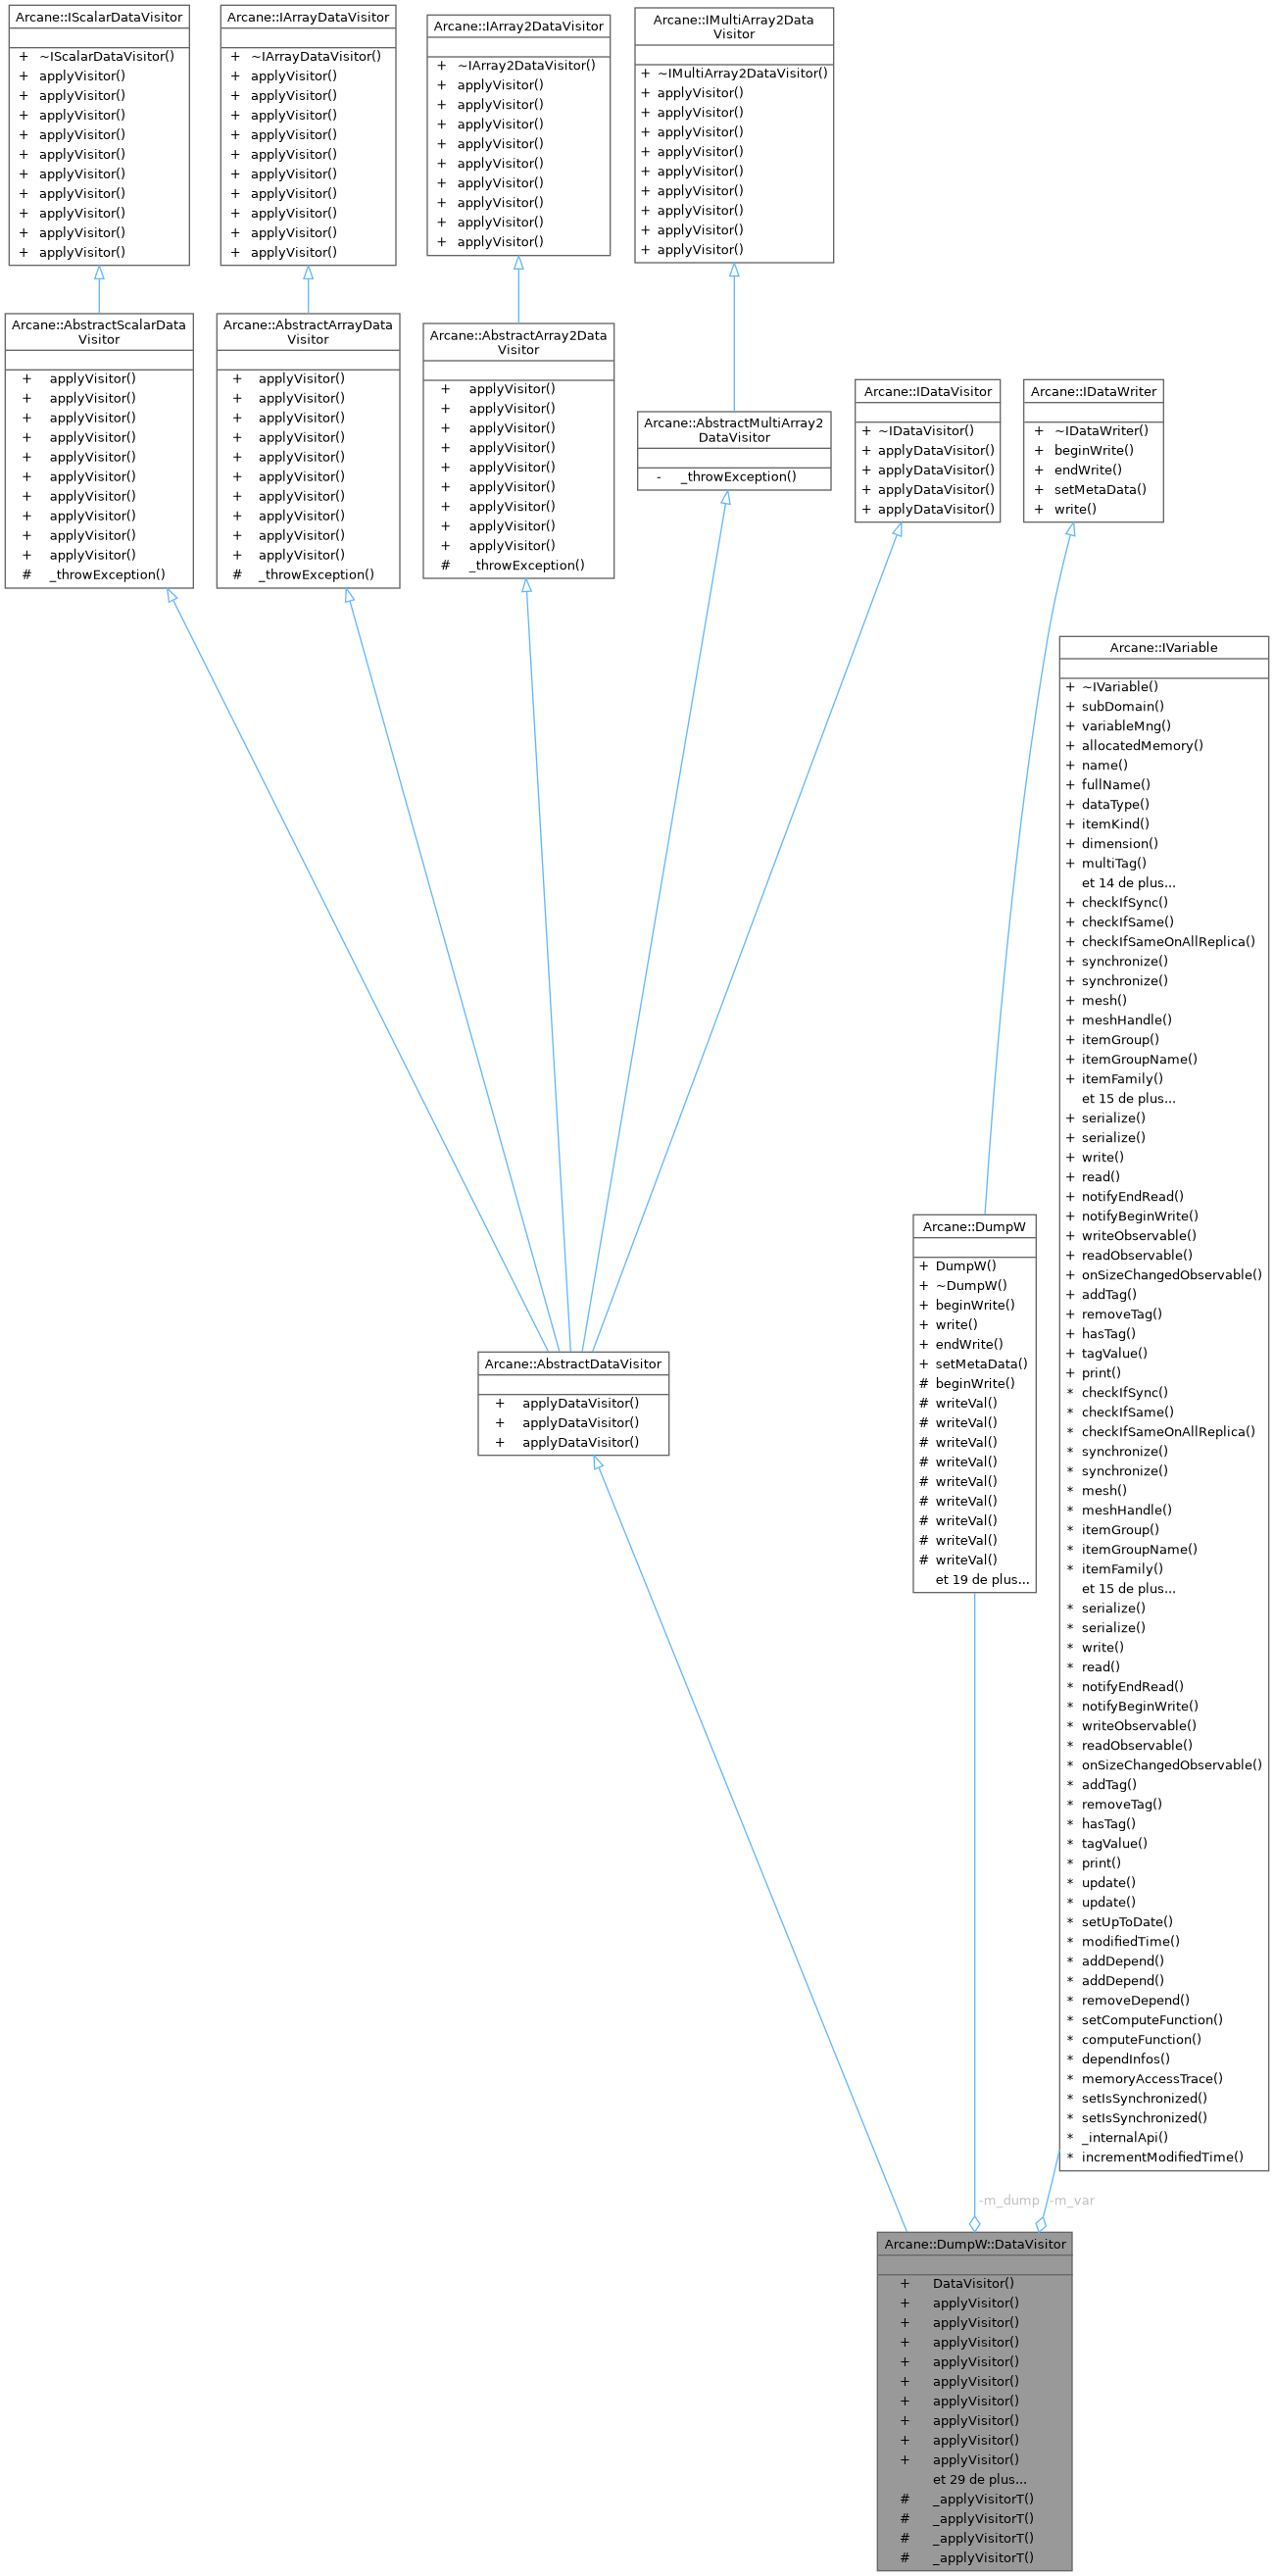 Arcane::IScalarDataVisitor
+ ~IScalarDataVisitor()
+ applyVisitor()
+ applyVisitor()
+ applyVisitor()
+ applyVisitor()
+ applyVisitor()
+ applyVisitor()
+ applyVisitor()
+ applyVisitor()
+ applyVisitor()
+ applyVisitor()
Arcane::IArrayDataVisitor
+ ~IArrayDataVisitor()
+ applyVisitor()
+ applyVisitor()
+ applyVisitor()
+ applyVisitor()
+ applyVisitor()
+ applyVisitor()
+ applyVisitor()
+ applyVisitor()
+ applyVisitor()
+ applyVisitor()
Arcane::IArray2DataVisitor
+ ~IArray2DataVisitor()
+ applyVisitor()
+ applyVisitor()
+ applyVisitor()
+ applyVisitor()
+ applyVisitor()
+ applyVisitor()
+ applyVisitor()
+ applyVisitor()
+ applyVisitor()
Arcane::IMultiArray2Data
Visitor
+ ~IMultiArray2DataVisitor()
+ applyVisitor()
+ applyVisitor()
+ applyVisitor()
+ applyVisitor()
+ applyVisitor()
+ applyVisitor()
+ applyVisitor()
+ applyVisitor()
+ applyVisitor()
Arcane::AbstractScalarData
Visitor
+ applyVisitor()
+ applyVisitor()
+ applyVisitor()
+ applyVisitor()
+ applyVisitor()
+ applyVisitor()
+ applyVisitor()
+ applyVisitor()
+ applyVisitor()
+ applyVisitor()
# _throwException()
Arcane::AbstractArrayData
Visitor
+ applyVisitor()
+ applyVisitor()
+ applyVisitor()
+ applyVisitor()
+ applyVisitor()
+ applyVisitor()
+ applyVisitor()
+ applyVisitor()
+ applyVisitor()
+ applyVisitor()
# _throwException()
Arcane::AbstractArray2Data
Visitor
+ applyVisitor()
+ applyVisitor()
+ applyVisitor()
+ applyVisitor()
+ applyVisitor()
+ applyVisitor()
+ applyVisitor()
+ applyVisitor()
+ applyVisitor()
# _throwException()
Arcane::AbstractMultiArray2
DataVisitor
- _throwException()
Arcane::IDataVisitor
+ ~IDataVisitor()
+ applyDataVisitor()
+ applyDataVisitor()
+ applyDataVisitor()
+ applyDataVisitor()
Arcane::IDataWriter
+ ~IDataWriter()
+ beginWrite()
+ endWrite()
+ setMetaData()
+ write()
Arcane::IVariable
+ ~IVariable()
+ subDomain()
+ variableMng()
+ allocatedMemory()
+ name()
+ fullName()
+ dataType()
+ itemKind()
+ dimension()
+ multiTag()
et 14 de plus...
+ checkIfSync()
+ checkIfSame()
+ checkIfSameOnAllReplica()
+ synchronize()
+ synchronize()
+ mesh()
+ meshHandle()
+ itemGroup()
+ itemGroupName()
+ itemFamily()
et 15 de plus...
+ serialize()
+ serialize()
+ write()
+ read()
+ notifyEndRead()
+ notifyBeginWrite()
+ writeObservable()
+ readObservable()
+ onSizeChangedObservable()
+ addTag()
+ removeTag()
+ hasTag()
+ tagValue()
+ print()
* checkIfSync()
* checkIfSame()
* checkIfSameOnAllReplica()
* synchronize()
* synchronize()
* mesh()
* meshHandle()
* itemGroup()
* itemGroupName()
* itemFamily()
et 15 de plus...
* serialize()
* serialize()
* write()
* read()
* notifyEndRead()
* notifyBeginWrite()
* writeObservable()
* readObservable()
* onSizeChangedObservable()
* addTag()
* removeTag()
* hasTag()
* tagValue()
* print()
* update()
* update()
* setUpToDate()
* modifiedTime()
* addDepend()
* addDepend()
* removeDepend()
* setComputeFunction()
* computeFunction()
* dependInfos()
* memoryAccessTrace()
* setIsSynchronized()
* setIsSynchronized()
* _internalApi()
* incrementModifiedTime()
Arcane::DumpW
+ DumpW()
+ ~DumpW()
+ beginWrite()
+ write()
+ endWrite()
+ setMetaData()
# beginWrite()
# writeVal()
# writeVal()
# writeVal()
# writeVal()
# writeVal()
# writeVal()
# writeVal()
# writeVal()
# writeVal()
et 19 de plus...
Arcane::AbstractDataVisitor
+ applyDataVisitor()
+ applyDataVisitor()
+ applyDataVisitor()
-m_dump
-m_var
Arcane::DumpW::DataVisitor
+ DataVisitor()
+ applyVisitor()
+ applyVisitor()
+ applyVisitor()
+ applyVisitor()
+ applyVisitor()
+ applyVisitor()
+ applyVisitor()
+ applyVisitor()
+ applyVisitor()
et 29 de plus...
# _applyVisitorT()
# _applyVisitorT()
# _applyVisitorT()
# _applyVisitorT()